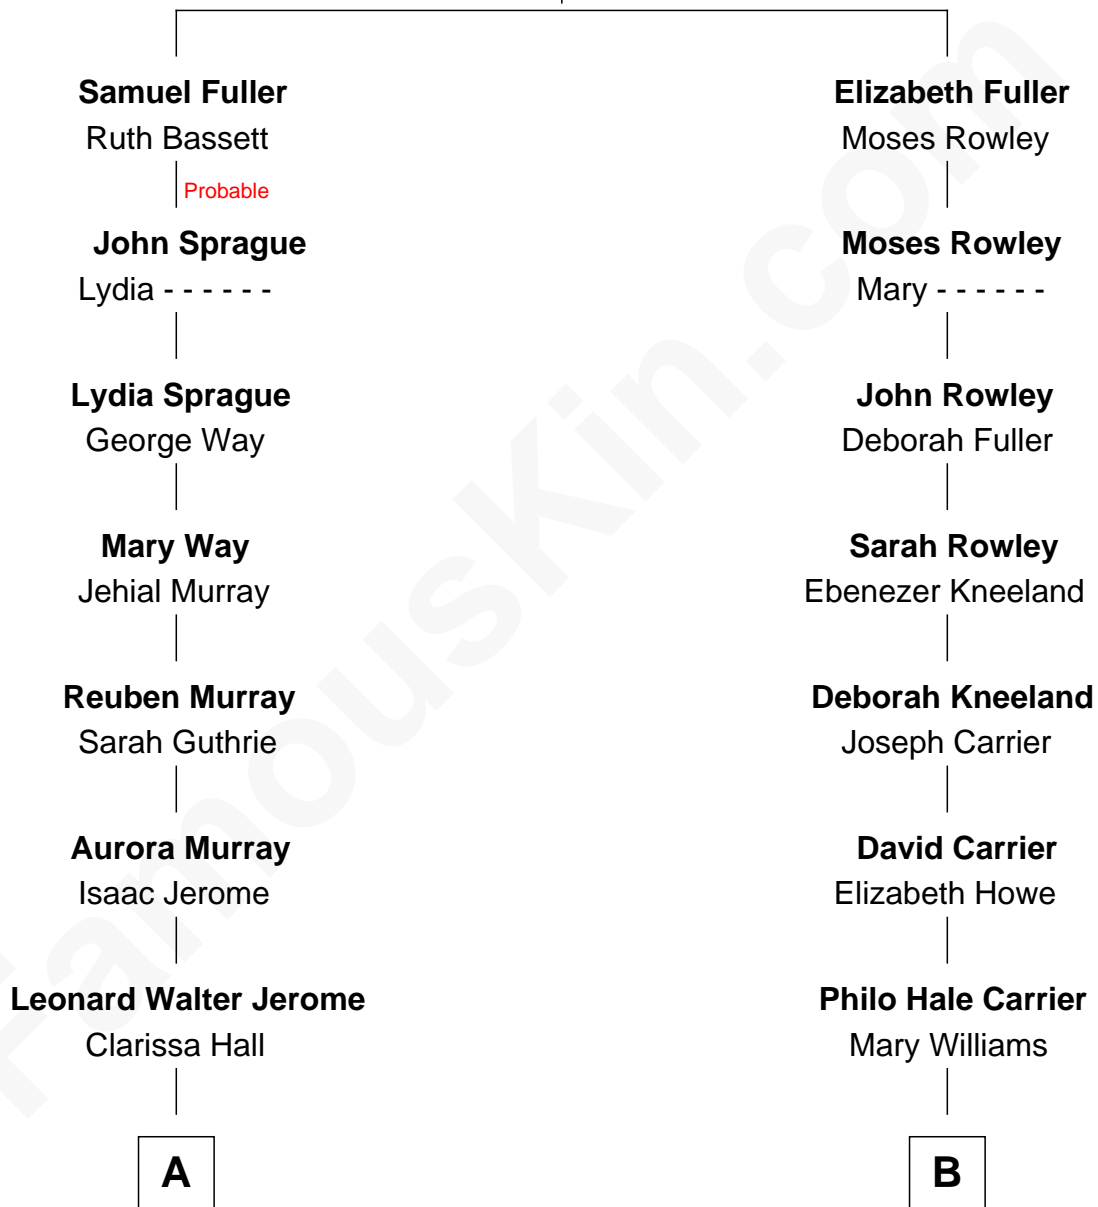 Samuel Fuller
Ruth Bassett
Probable
John Sprague
Lydia - - - - - -
Lydia Sprague
George Way
Mary Way
Jehial Murray
Reuben Murray
Sarah Guthrie
Aurora Murray
Isaac Jerome
Leonard Walter Jerome
Clarissa Hall
A
Elizabeth Fuller
Moses Rowley
Moses Rowley
Mary - - - - - -
John Rowley
Deborah Fuller
Sarah Rowley
Ebenezer Kneeland
Deborah Kneeland
Joseph Carrier
David Carrier
Elizabeth Howe
Philo Hale Carrier
Mary Williams
B
FamousKin.com